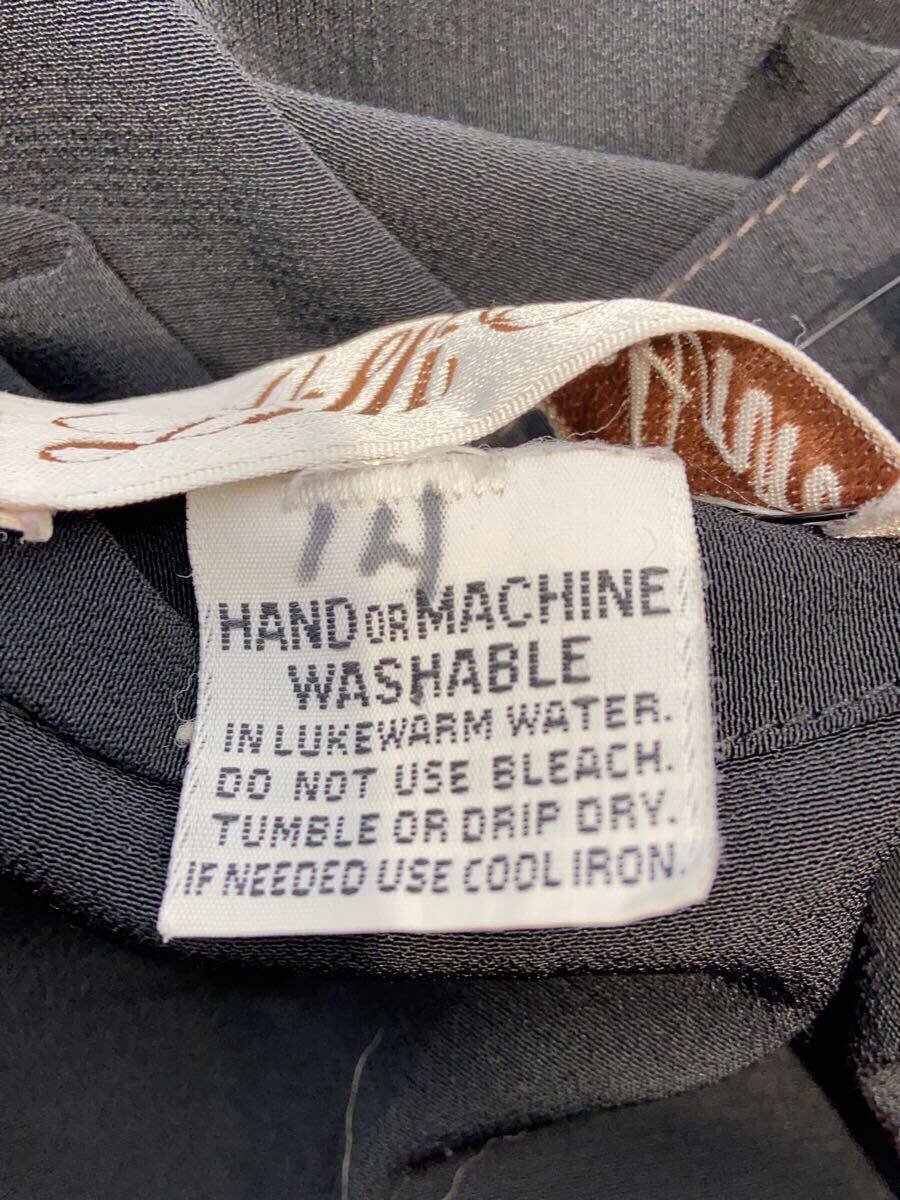 14
HAND OR MACHINE
WASHABLE
IN LUKEWARM WATER.
DO NOT USE BLEACH.
TUMBLE OR DRIP DRY.
IF NEEDED USE COOL IRON.